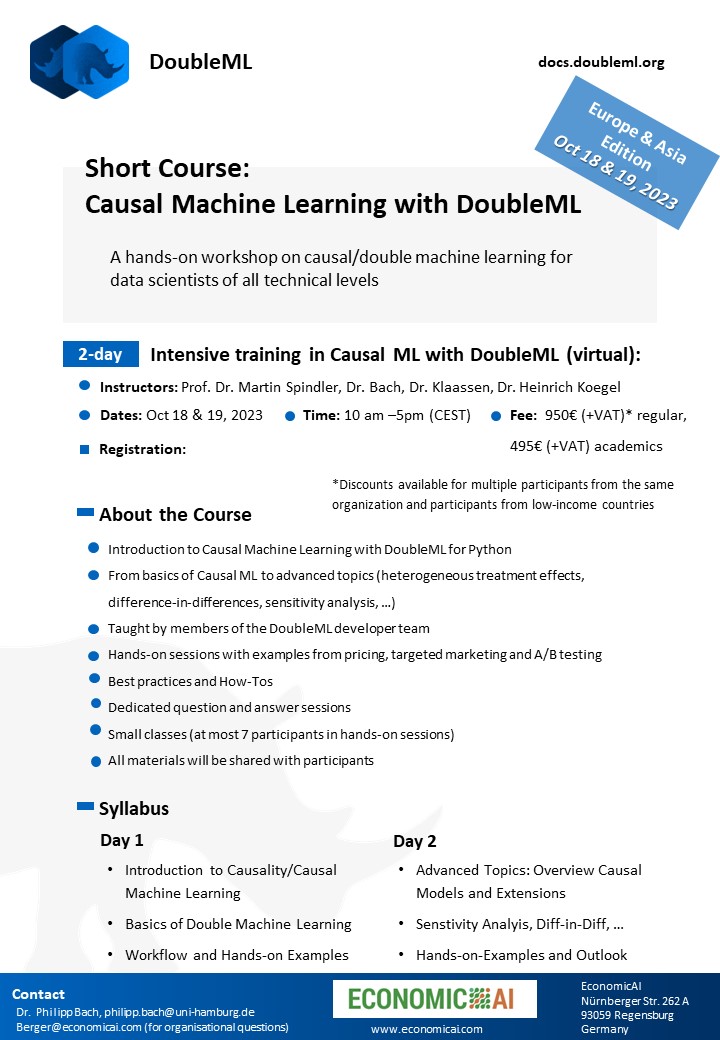 DoubleML
docs.doubleml.org
Europe & Asia
Edition
Oct 18 & 19, 2023
Short Course:
Causal Machine Learning with DoubleML
A hands-on workshop on causal/double machine learning for
data scientists of all technical levels
2-day Intensive training in Causal ML with DoubleML (virtual):
Instructors: Prof. Dr. Martin Spindler, Dr. Bach, Dr. Klaassen, Dr. Heinrich Koegel
Dates: Oct 18 & 19, 2023 Time: 10 am –5pm (CEST) Fee: 950€ (+VAT)* regular,
Registration: 495€ (+VAT) academics
*Discounts available for multiple participants from the same
organization and participants from low-income countries
About the Course
Introduction to Causal Machine Learning with DoubleML for Python
From basics of Causal ML to advanced topics (heterogeneous treatment effects,
difference-in-differences, sensitivity analysis, …)
Taught by members of the DoubleML developer team
Hands-on sessions with examples from pricing, targeted marketing and A/B testing
Best practices and How-Tos
Dedicated question and answer sessions
Small classes (at most 7 participants in hands-on sessions)
All materials will be shared with participants
Syllabus
Day 1
• Introduction to Causality/Causal
Machine Learning
• Basics of Double Machine Learning
• Workflow and Hands-on Examples
Day 2
• Advanced Topics: Overview Causal
Models and Extensions
• Senstivity Analyis, Diff-in-Diff, …
• Hands-on-Examples and Outlook
Contact
Dr. Philipp Bach, philipp.bach@uni-hamburg.de
Berger@economicai.com (for organisational questions)
ECONOMIC AI
www.economicai.com
EconomicAI
Nürnberger Str. 262 A
93059 Regensburg
Germany